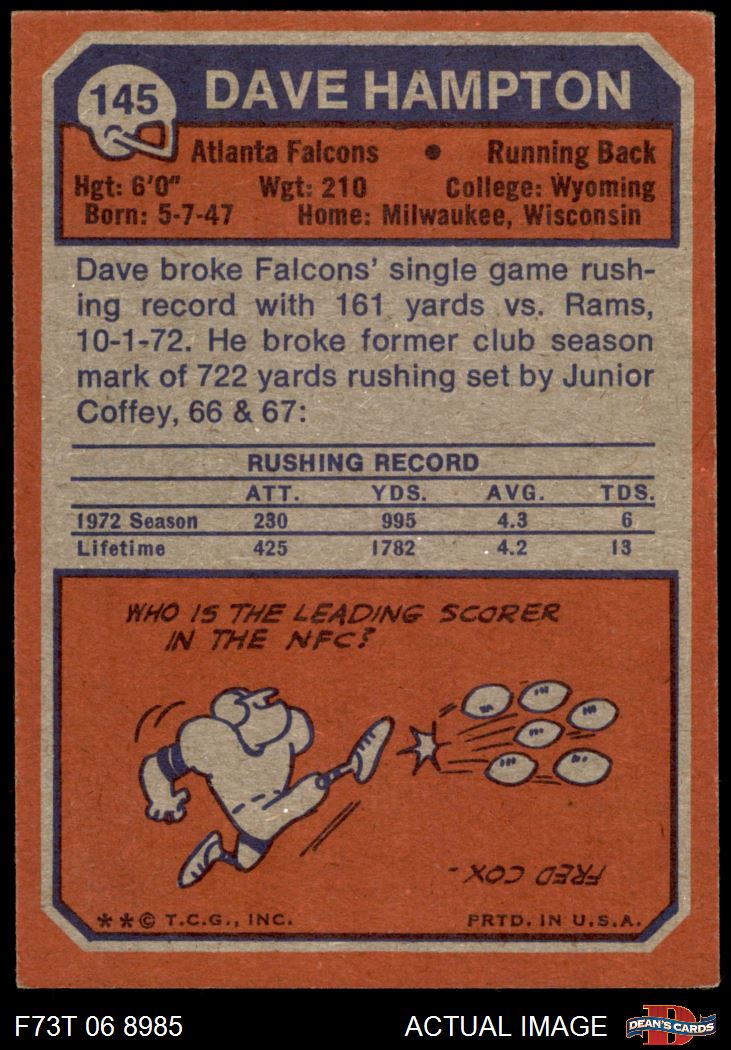 145
DAVE HAMPTON
Atlanta Falcons • Running Back
Hgt: 6'0" Wgt: 210 College: Wyoming
Born: 5-7-47 Home: Milwaukee, Wisconsin
Dave broke Falcons' single game rush-
ing record with 161 yards vs. Rams,
10-1-72. He broke former club season
mark of 722 yards rushing set by Junior
Coffey, 66 & 67:
RUSHING RECORD
ATT. YDS. AVG. TDS.
1972 Season 230 995 4.3 6
Lifetime 425 1782 4.2 13
WHO IS THE LEADING SCORER
IN THE NFC?
FRED COX -
**© T.C.G., INC. PRTD. IN U.S.A.
F73T 06 8985 ACTUAL IMAGE
D
DEAN'S CARDS